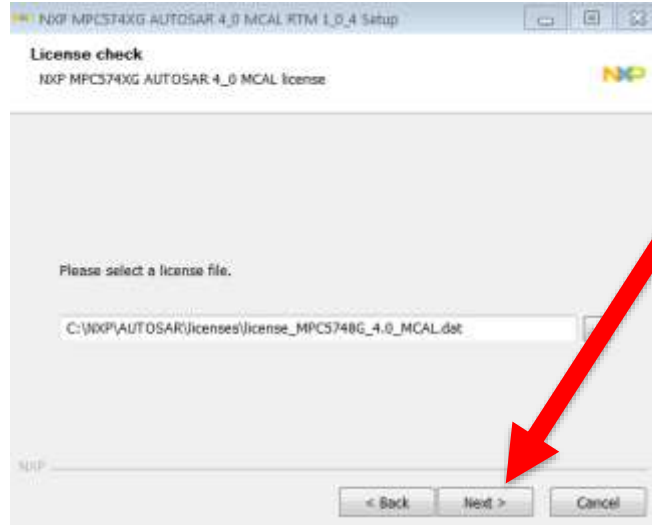 NXP MPC574XG AUTOSAR 4_0 MCAL RTM 1_0_4 Setup
License check
NXP MPC574XG AUTOSAR 4_0 MCAL license
NXP
Please select a license file.
C:\NXP\AUTOSAR\licenses\license_MPC5748G_4.0_MCAL.dat
NXP
< Back
Next >
Cancel